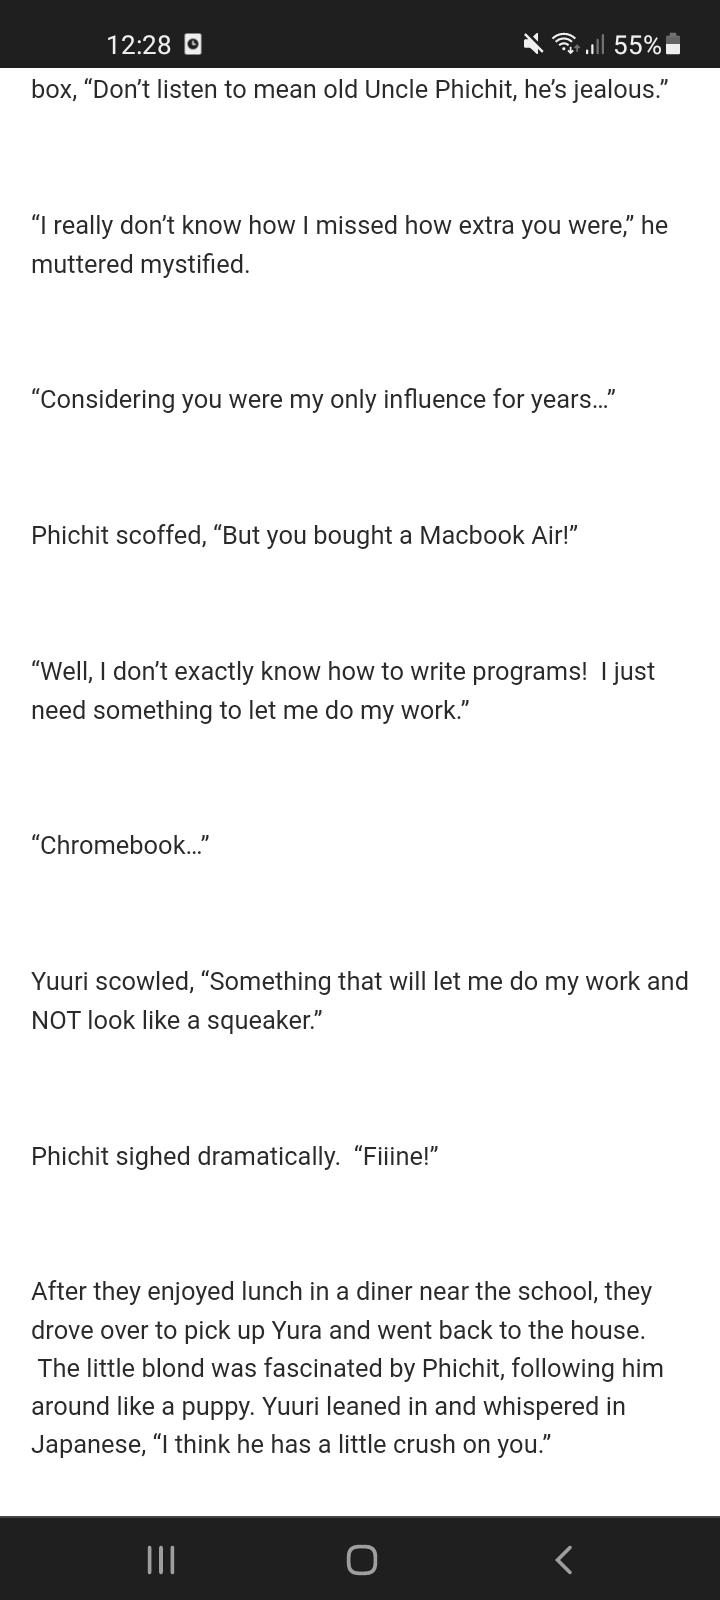 12:28
55%
box, “Don’t listen to mean old Uncle Phichit, he’s jealous.”
“I really don’t know how I missed how extra you were,” he
muttered mystified.
“Considering you were my only influence for years…”
Phichit scoffed, “But you bought a Macbook Air!”
“Well, I don’t exactly know how to write programs!  I just
need something to let me do my work.”
“Chromebook…”
Yuuri scowled, “Something that will let me do my work and
NOT look like a squeaker.”
Phichit sighed dramatically.  “Fiiine!”
After they enjoyed lunch in a diner near the school, they
drove over to pick up Yura and went back to the house.
The little blond was fascinated by Phichit, following him
around like a puppy. Yuuri leaned in and whispered in
Japanese, “I think he has a little crush on you.”